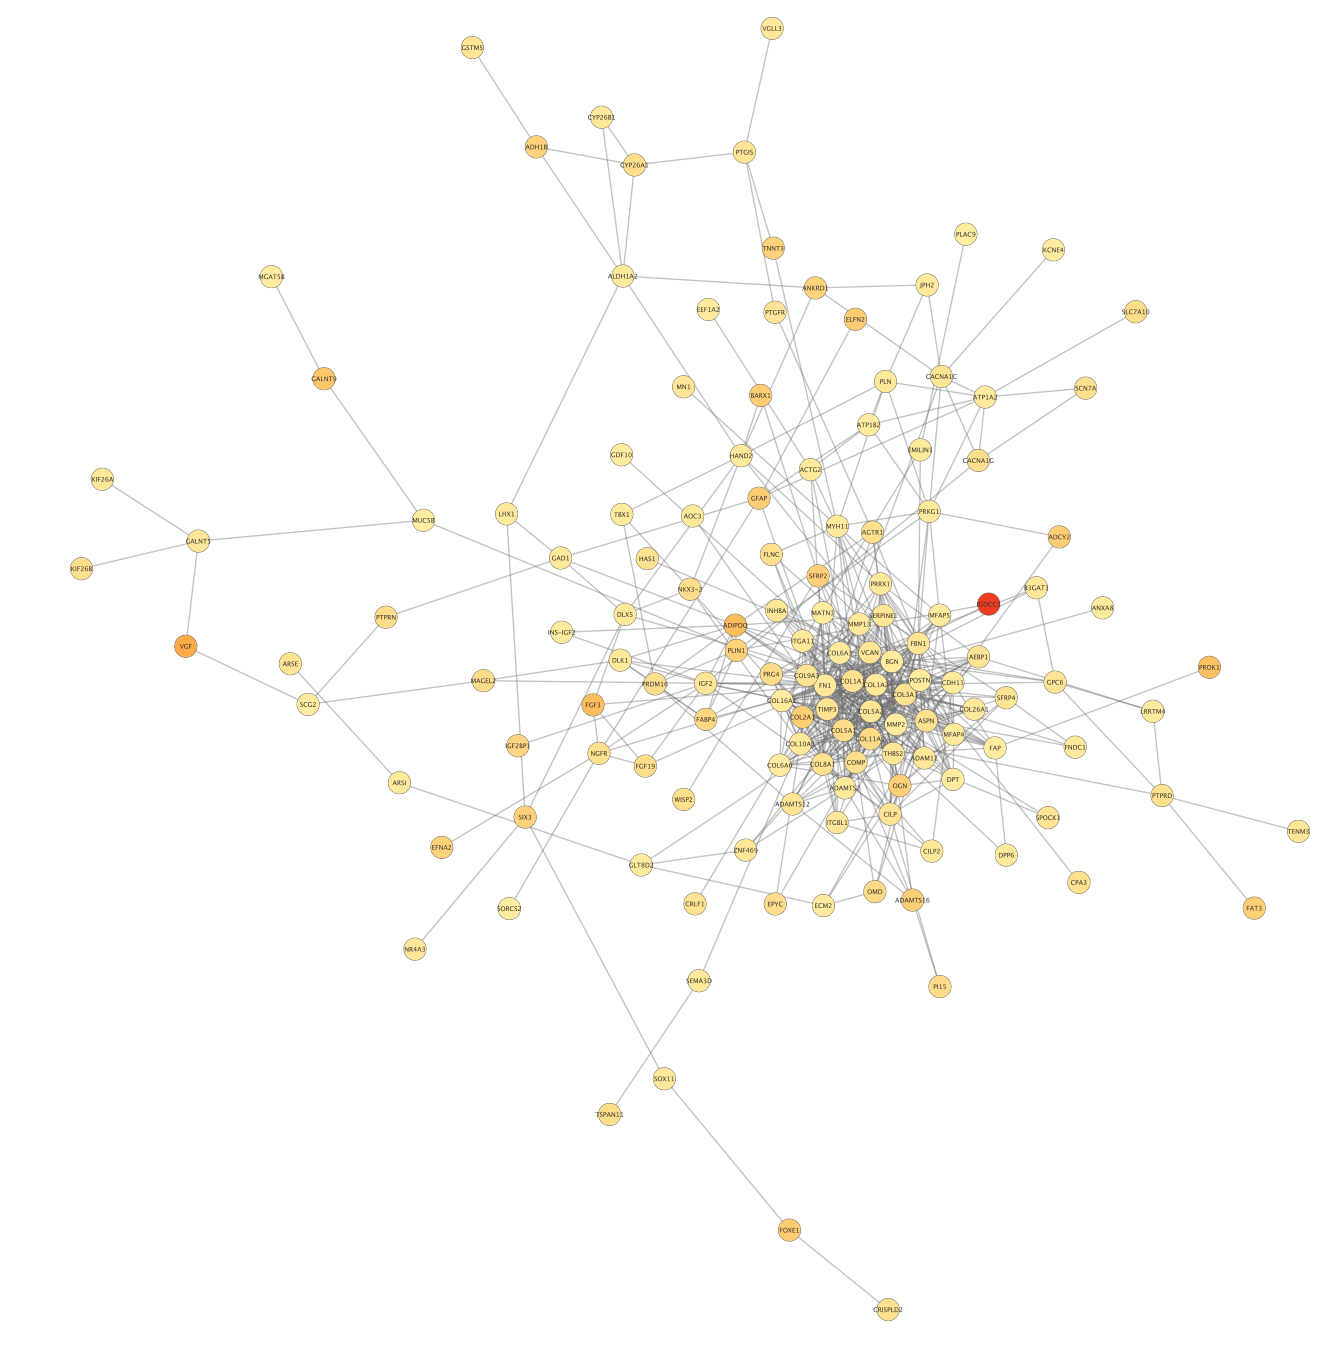 VGLL3
GSTM5
CYP26B1
ADH1B
PTGIS
CYP26A1
PLAC9
TNNT3
KCNE4
MGAT5B
ALDH1A2
JPH2
ANKRD1
EEF1A2
PTGFR
SLC7A10
ELFN2
CACNA1C
GALNT9
PLN
MN1
SCN7A
BARX1
ATP1A2
ATP1B2
EMILIN1
GDF10
HAND2
CACNA1G
ACTG2
KIF26A
GFAP
PRKG1
LHX1
TBX1
AOC3
MUC5B
MYH11
AGTR1
ADCY2
GALNT5
FLNC
GAD1
HAS1
KIF26B
SFRP2
PRRX1
B3GAT1
NKX3-2
ANXA8
INHBA
MATN3
DLX5
SERPINE1
MFAP5
PTPRN
ADIPOQ
MMP13
INS-IGF2
ITGA11
FBN1
VGF
PLIN1
COL6A3
VCAN
BGN
AEBP1
DLK1
ARSE
PROK1
PRG4
COL9A3
COL1A1
COL1A2
POSTN
CDH11
GPC6
MAGEL2
PRDM16
IGF2
FN1
COL3A1
SFRP4
SCG2
FGF3
COL16A1
TIMP3
COL5A2
COL26A1
LRRTM4
FABP4
COL2A1
ASPN
MMP2
COL5A1
COL11A1
MFAP4
IGF2BP3
COL10A1
FAP
FNDC1
NGFR
THBS2
ADAM12
FGF19
COL6A6
COL8A1
COMP
ARSI
DPT
OGN
ADAMTS2
PTPRD
WISP2
ADAMTS12
SIX3
CILP
ITGBL1
SPOCK1
TENM3
EFNA2
ZNF469
CILP2
DPP6
GLT8D2
CPA3
OMD
CRLF1
EPYC
ECM2
ADAMTS16
FAT3
SORCS2
NR4A3
SEMA3D
PI15
SOX11
TSPAN11
FOXE1
CRISPLD2